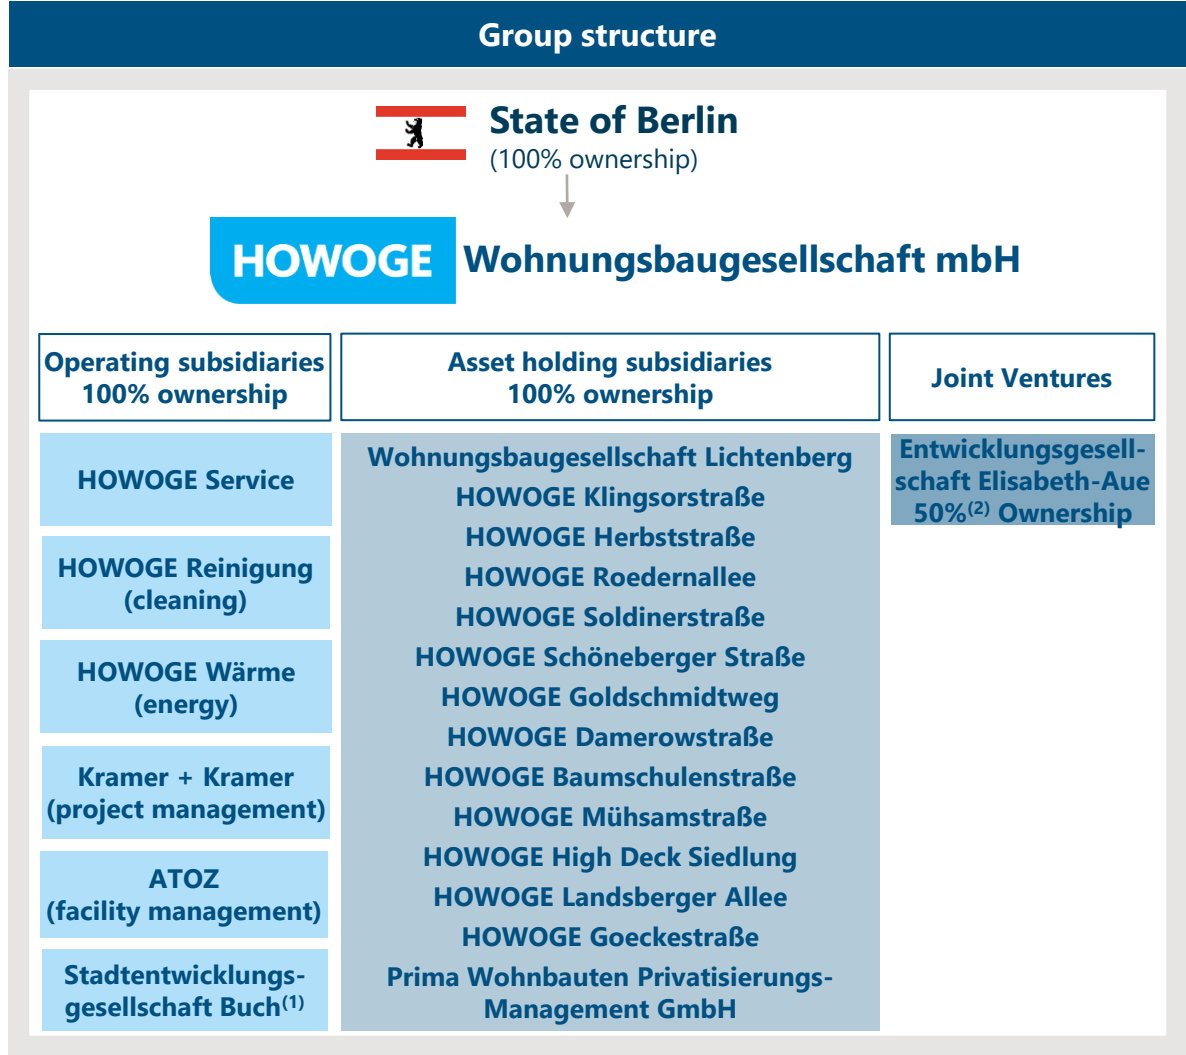 Group structure
State of Berlin
(100% ownership)
HOWOGE Wohnungsbaugesellschaft mbH
Operating subsidiaries
100% ownership
HOWOGE Service
HOWOGE Reinigung
(cleaning)
HOWOGE Wärme
(energy)
Kramer + Kramer
(project management)
ATOZ
(facility management)
Stadtentwicklungs-
gesellschaft Buch(1)
Asset holding subsidiaries
100% ownership
Wohnungsbaugesellschaft Lichtenberg
HOWOGE Klingsorstraße
HOWOGE Herbststraße
HOWOGE Roedernallee
HOWOGE Soldinerstraße
HOWOGE Schöneberger Straße
HOWOGE Goldschmidtweg
HOWOGE Damerowstraße
HOWOGE Baumschulenstraße
HOWOGE Mühsamstraße
HOWOGE High Deck Siedlung
HOWOGE Landsberger Allee
HOWOGE Goeckestraße
Prima Wohnbauten Privatisierungs-
Management GmbH
Joint Ventures
Entwicklungsgesell-
schaft Elisabeth-Aue
50%(2) Ownership